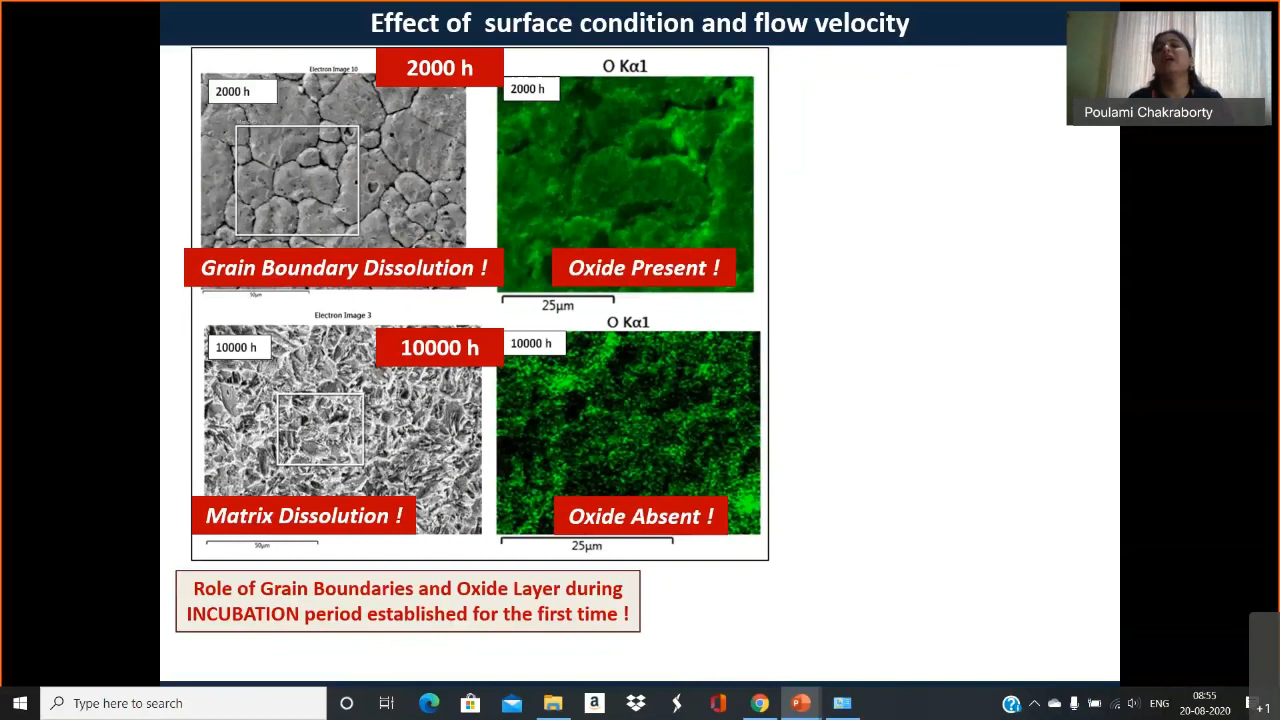 Effect of surface condition and flow velocity
Electron Image 10
2000 h
O Kα1
2000 h
2000 h
Poulami Chakraborty
Grain Boundary Dissolution !
Oxide Present !
50μm
25μm
Electron Image 3
O Kα1
10000 h
10000 h
10000 h
Matrix Dissolution !
Oxide Absent !
50μm
25μm
Role of Grain Boundaries and Oxide Layer during
INCUBATION period established for the first time !
Type here to search
ENG
08:55
20-08-2020
+1